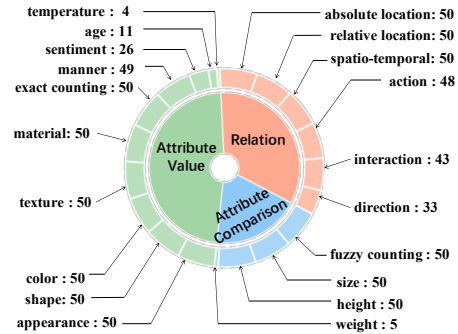 temperature : 4
age : 11
sentiment : 26
manner : 49
exact counting : 50
material: 50
texture : 50
color : 50
shape: 50
appearance : 50
absolute location: 50
relative location: 50
spatio-temporal: 50
action : 48
interaction : 43
direction : 33
fuzzy counting : 50
size : 50
height : 50
weight : 5
Attribute
Value
Relation
Attribute
Comparison